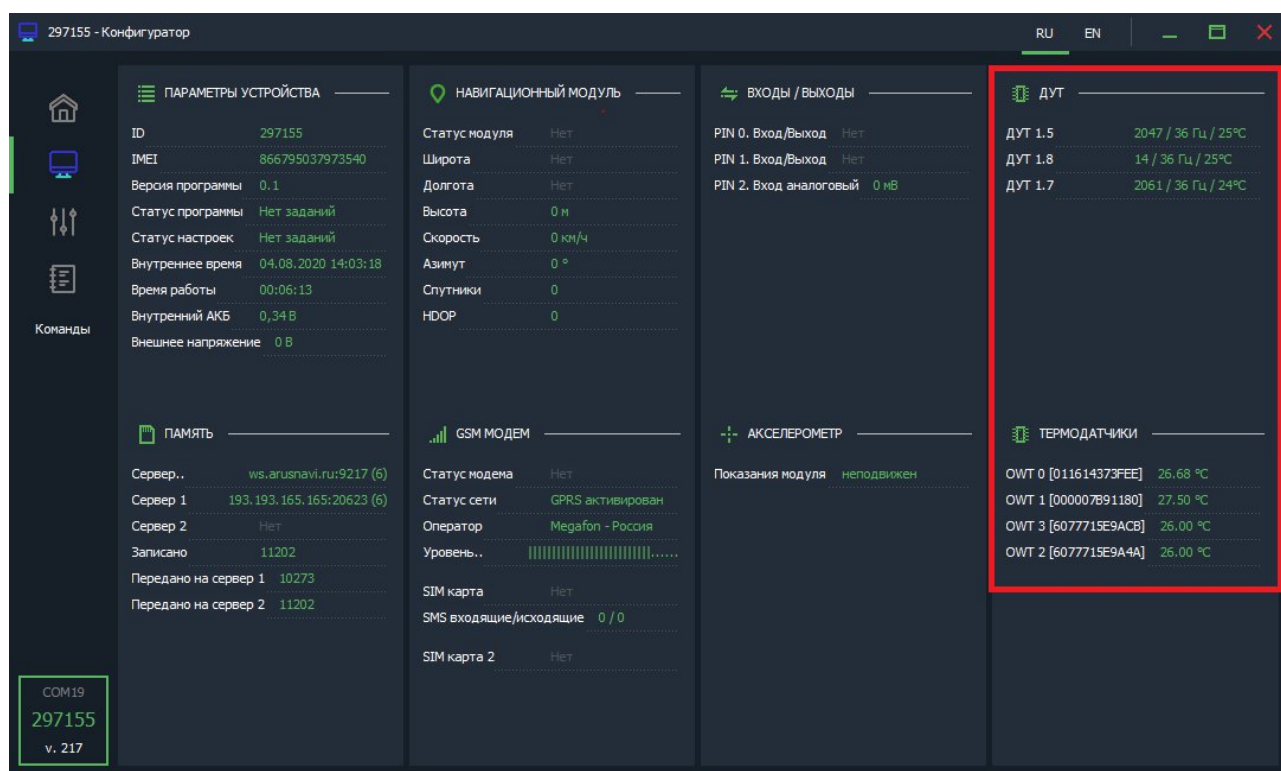 297155 - Конфигуратор
RU EN
ПАРАМЕТРЫ УСТРОЙСТВА
ID 297155
IMEI 866795037973540
Версия программы 0.1
Статус программы Нет заданий
Статус настроек Нет заданий
Внутреннее время 04.08.2020 14:03:18
Время работы 00:06:13
Внутренний АКБ 0,34 В
Внешнее напряжение 0 В
НАВИГАЦИОННЫЙ МОДУЛЬ
Статус модуля Нет
Широта Нет
Долгота Нет
Высота 0 м
Скорость 0 км/ч
Азимут 0 °
Спутники 0
HDOP 0
ВХОДЫ / ВЫХОДЫ
PIN 0. Вход/Выход Нет
PIN 1. Вход/Выход Нет
PIN 2. Вход аналоговый 0 мВ
ДУТ
ДУТ 1.5 2047 / 36 Гц / 25°C
ДУТ 1.8 14 / 36 Гц / 25°C
ДУТ 1.7 2061 / 36 Гц / 24°C
Команды
ПАМЯТЬ
Сервер.. ws.arusnavi.ru:9217 (6)
Сервер 1 193.193.165.165:20623 (6)
Сервер 2 Нет
Записано 11202
Передано на сервер 1 10273
Передано на сервер 2 11202
GSM МОДЕМ
Статус модема Нет
Статус сети GPRS активирован
Оператор Megafon - Россия
Уровень.. ||||||||||||||||||||||||||......
SIM карта Нет
SMS входящие/исходящие 0 / 0
SIM карта 2 Нет
АКСЕЛЕРОМЕТР
Показания модуля неподвижен
ТЕРМОДАТЧИКИ
OWT 0 [011614373FEE] 26.68 °C
OWT 1 [000007B91180] 27.50 °C
OWT 3 [6077715E9ACB] 26.00 °C
OWT 2 [6077715E9A4A] 26.00 °C
COM19
297155
v. 217